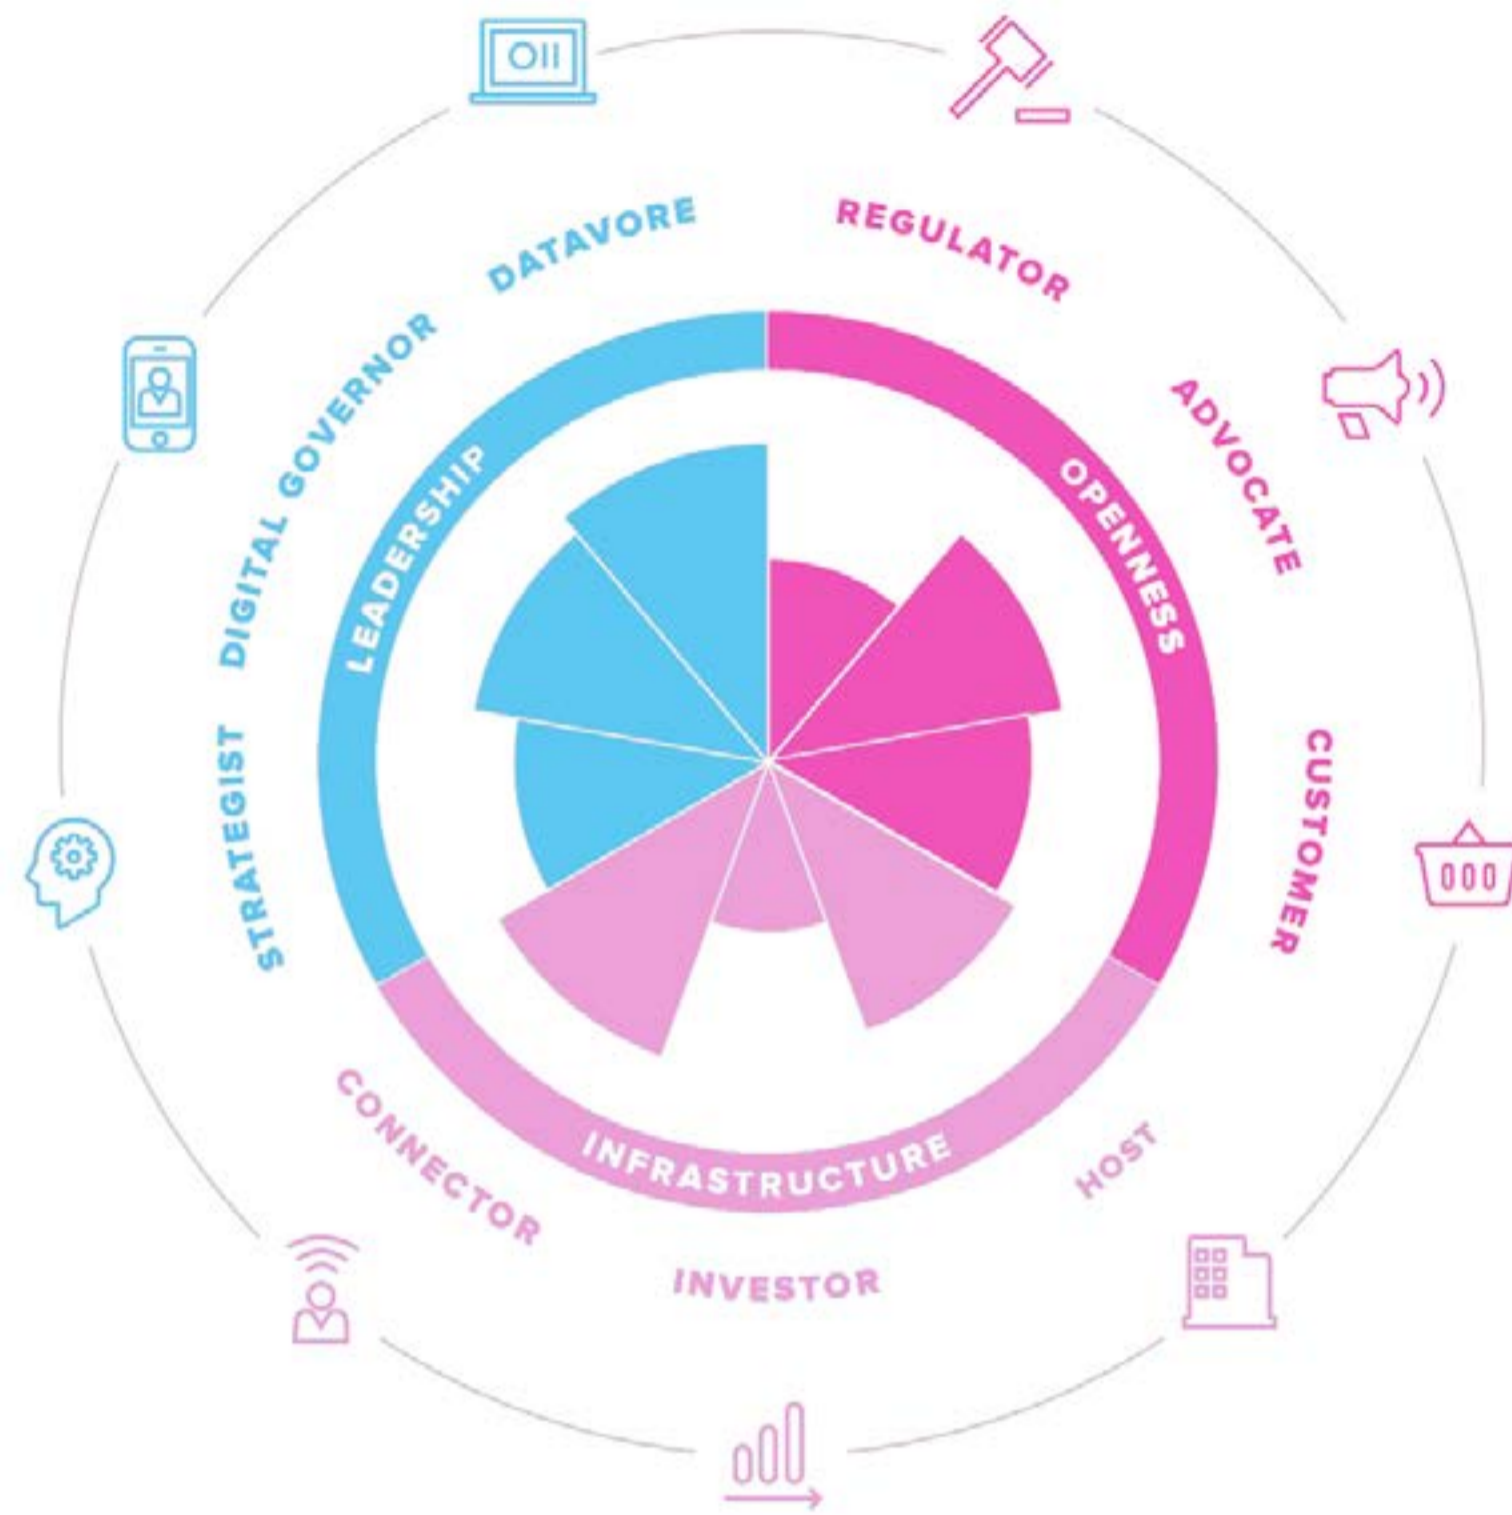 DATAVORE
REGULATOR
ADVOCATE
CUSTOMER
HOST
INVESTOR
CONNECTOR
STRATEGIST
DIGITAL GOVERNOR
LEADERSHIP
OPENNESS
INFRASTRUCTURE